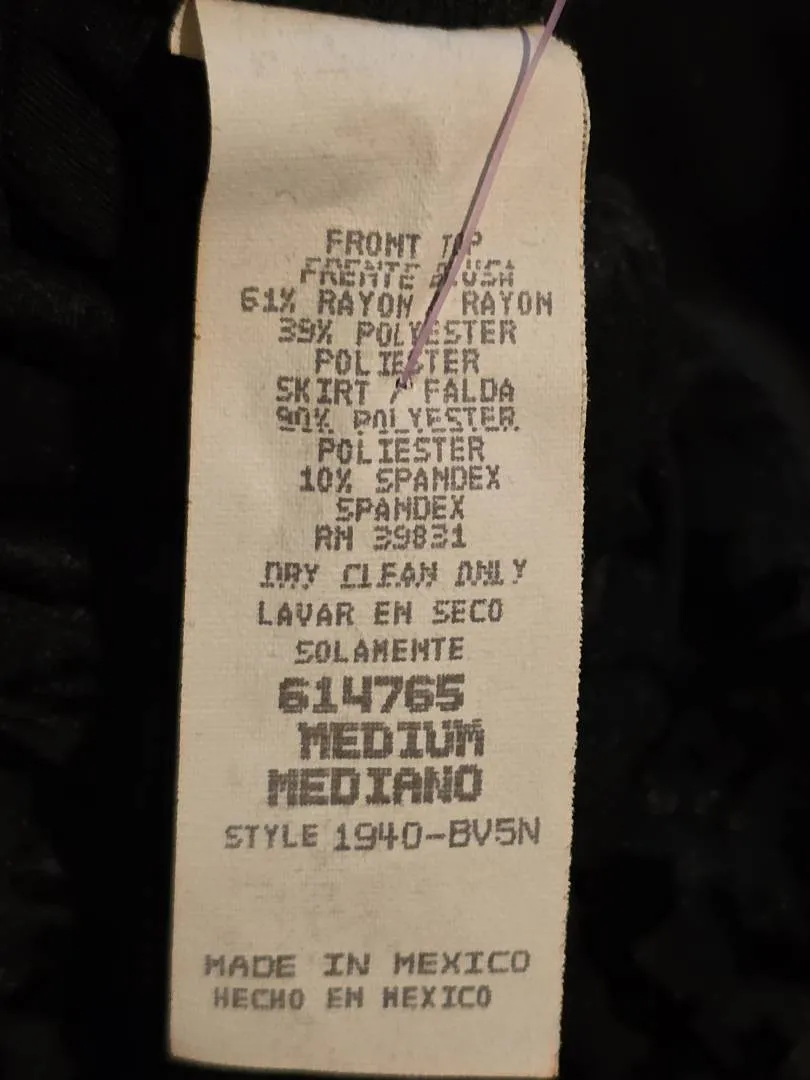 FRONT TOP
FRENTE BLUSA
61% RAYON / RAYON
39% POLYESTER
POLIESTER
SKIRT / FALDA
90% POLYESTER
POLIESTER
10% SPANDEX
SPANDEX
RN 39831
DRY CLEAN ONLY
LAVAR EN SECO
SOLAMENTE
614765
MEDIUM
MEDIANO
STYLE 1940-BV5N
MADE IN MEXICO
HECHO EN MEXICO